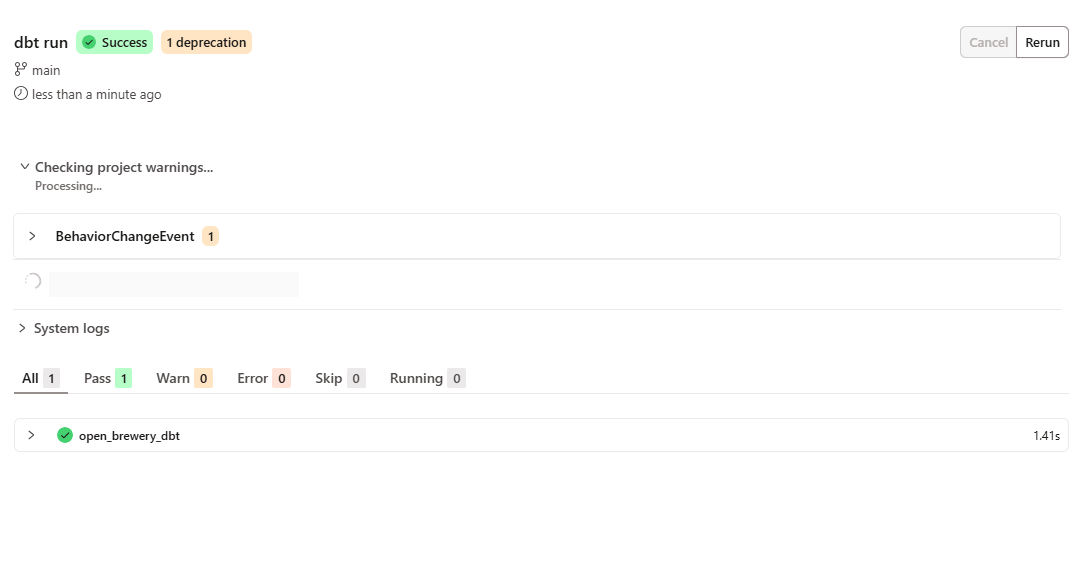 dbt run Success 1 deprecation Cancel Rerun
main
less than a minute ago
Checking project warnings...
Processing...
BehaviorChangeEvent 1
System logs
All 1 Pass 1 Warn 0 Error 0 Skip 0 Running 0
open_brewery_dbt 1.41s